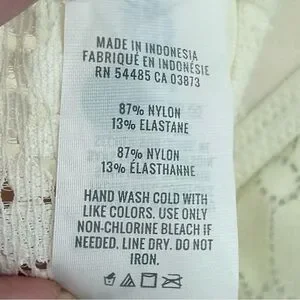 MADE IN INDONESIA
FABRIQUÉ EN INDONÉSIE
RN 54485 CA 03873
87% NYLON
13% ELASTANE
87% NYLON
13% ÉLASTHANNE
HAND WASH COLD WITH
LIKE COLORS. USE ONLY
NON-CHLORINE BLEACH IF
NEEDED. LINE DRY. DO NOT
IRON.